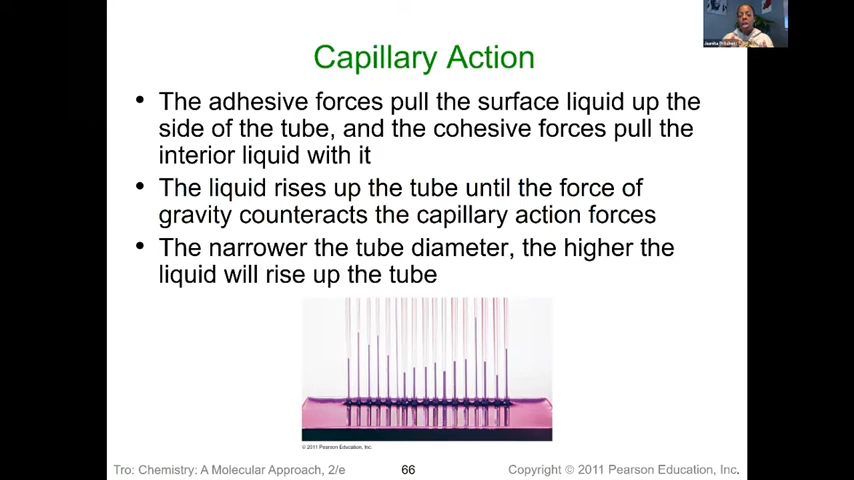 Capillary Action
• The adhesive forces pull the surface liquid up the
side of the tube, and the cohesive forces pull the
interior liquid with it
• The liquid rises up the tube until the force of
gravity counteracts the capillary action forces
• The narrower the tube diameter, the higher the
liquid will rise up the tube
© 2011 Pearson Education, Inc.
Tro: Chemistry: A Molecular Approach, 2/e
66
Copyright © 2011 Pearson Education, Inc.